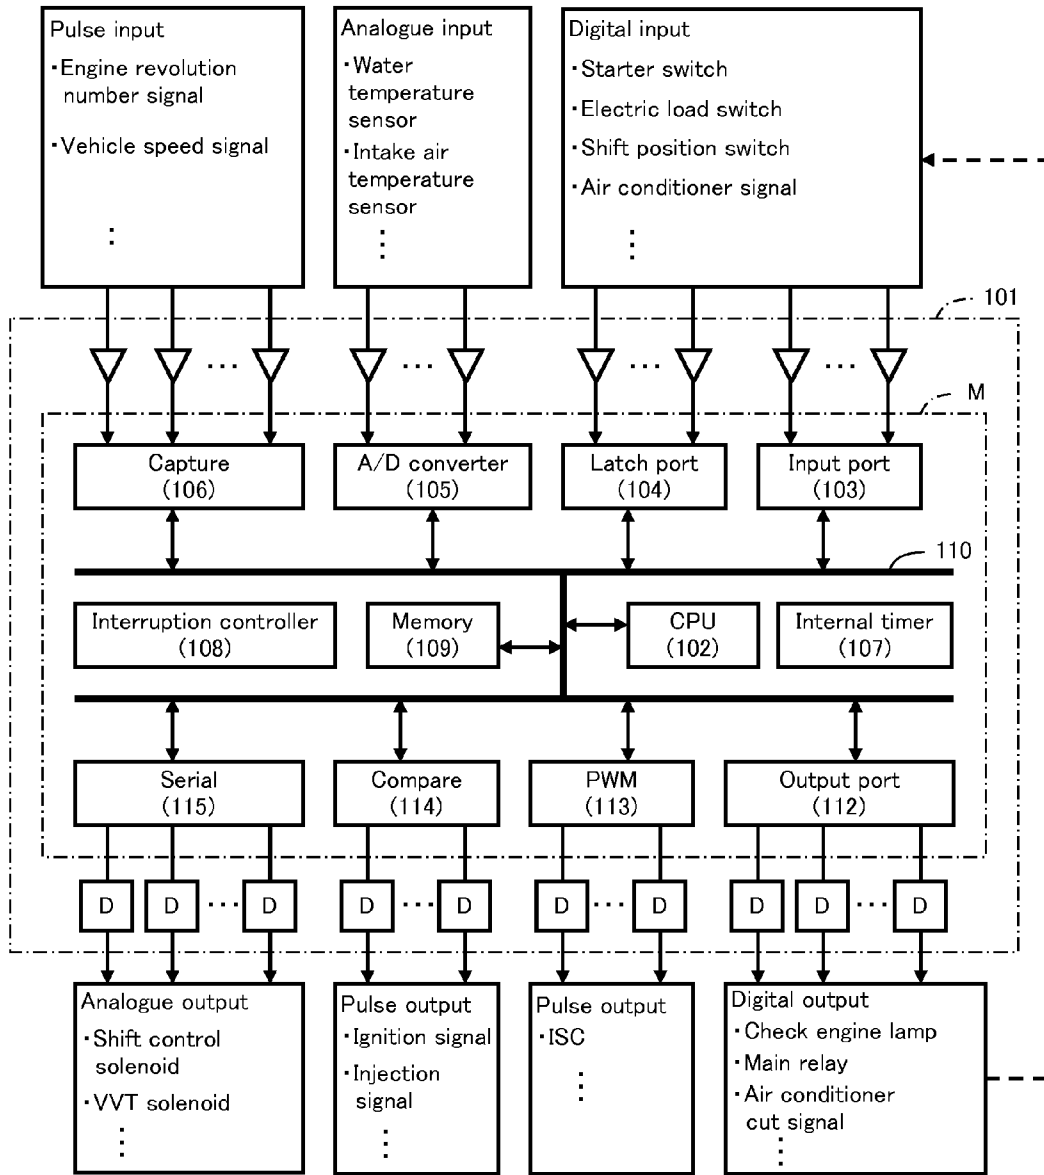 Pulse input
・Engine revolution
number signal
・Vehicle speed signal
Analogue input
・Water
temperature
sensor
・Intake air
temperature
sensor
Digital input
・Starter switch
・Electric load switch
・Shift position switch
・Air conditioner signal
101
M
Capture
(106)
A/D converter
(105)
Latch port
(104)
Input port
(103)
110
Interruption controller
(108)
Memory
(109)
CPU
(102)
Internal timer
(107)
Serial
(115)
Compare
(114)
PWM
(113)
Output port
(112)
D D ··· D D ··· D D ··· D D D ··· D
Analogue output
・Shift control
solenoid
・VVT solenoid
Pulse output
・Ignition signal
・Injection
signal
Pulse output
・ISC
Digital output
・Check engine lamp
・Main relay
・Air conditioner
cut signal